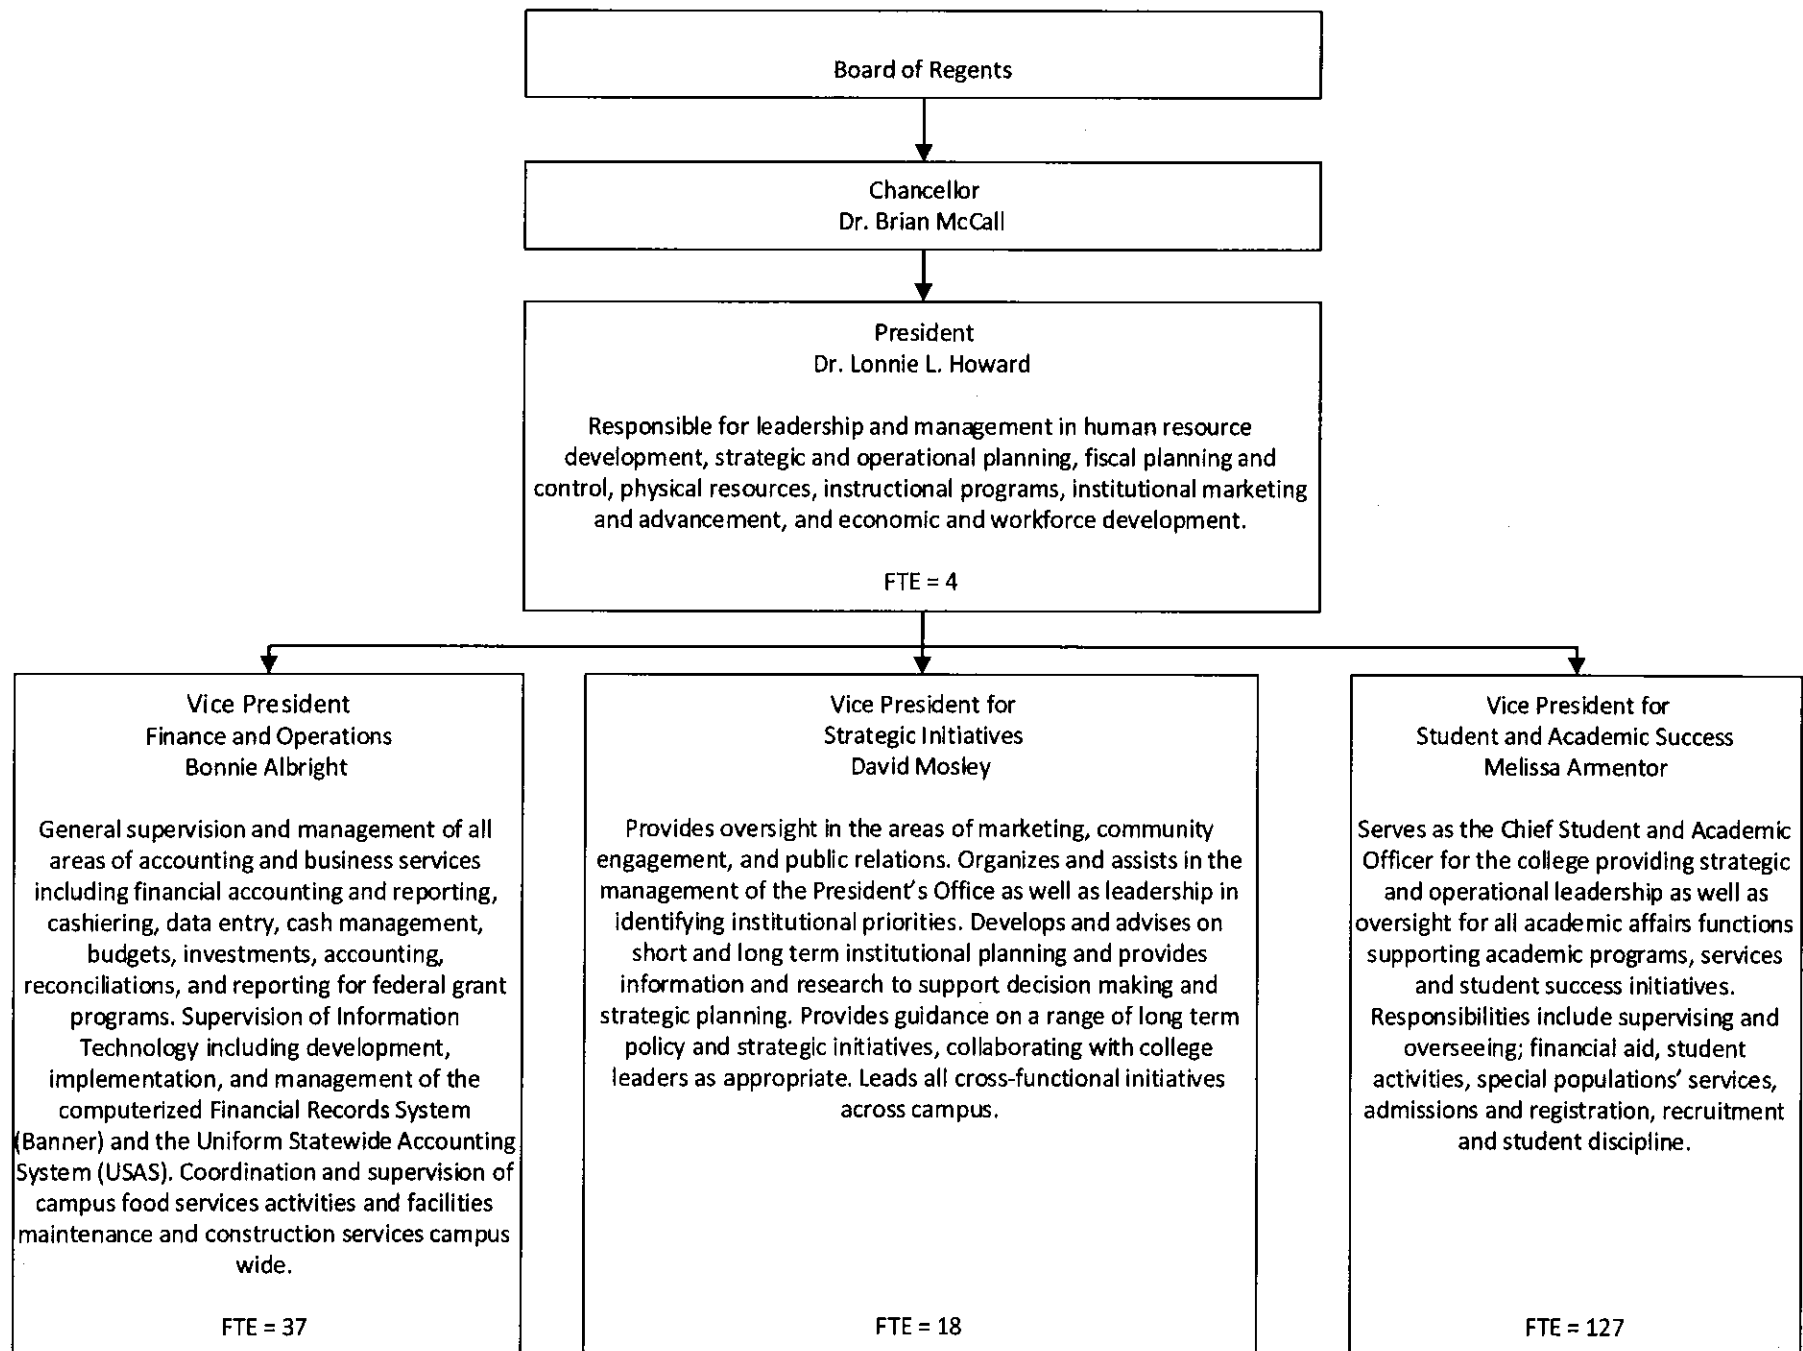 Board of Regents
Chancellor
Dr. Brian McCall
President
Dr. Lonnie L. Howard
Responsible for leadership and management in human resource
development, strategic and operational planning, fiscal planning and
control, physical resources, instructional programs, institutional marketing
and advancement, and economic and workforce development.
FTE = 4
Vice President
Finance and Operations
Bonnie Albright
General supervision and management of all
areas of accounting and business services
including financial accounting and reporting,
cashiering, data entry, cash management,
budgets, investments, accounting,
reconciliations, and reporting for federal grant
programs. Supervision of Information
Technology including development,
implementation, and management of the
computerized Financial Records System
(Banner) and the Uniform Statewide Accounting
System (USAS). Coordination and supervision of
campus food services activities and facilities
maintenance and construction services campus
wide.
FTE = 37
Vice President for
Strategic Initiatives
David Mosley
Provides oversight in the areas of marketing, community
engagement, and public relations. Organizes and assists in the
management of the President's Office as well as leadership in
identifying institutional priorities. Develops and advises on
short and long term institutional planning and provides
information and research to support decision making and
strategic planning. Provides guidance on a range of long term
policy and strategic initiatives, collaborating with college
leaders as appropriate. Leads all cross-functional initiatives
across campus.
FTE = 18
Vice President for
Student and Academic Success
Melissa Armentor
Serves as the Chief Student and Academic
Officer for the college providing strategic
and operational leadership as well as
oversight for all academic affairs functions
supporting academic programs, services
and student success initiatives.
Responsibilities include supervising and
overseeing; financial aid, student
activities, special populations' services,
admissions and registration, recruitment
and student discipline.
FTE = 127